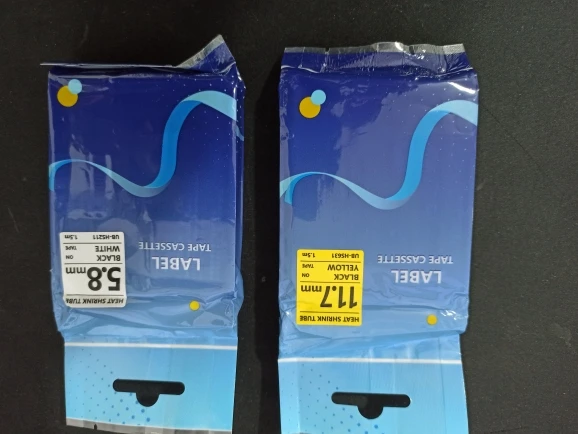 HEAT SHRINK TUBE
5.8mm
BLACK
ON
WHITE
TAPE
UB-HS211
1.5m
LABEL
TAPE CASSETTE
HEAT SHRINK TUBE
11.7mm
BLACK
ON
YELLOW
TAPE
UB-HS631
1.5m
LABEL
TAPE CASSETTE